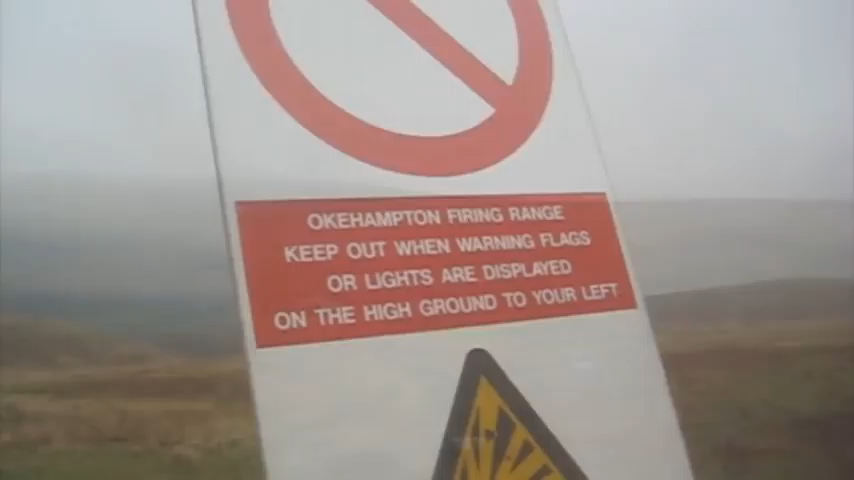 OKEHAMPTON FIRING RANGE
KEEP OUT WHEN WARNING FLAGS
OR LIGHTS ARE DISPLAYED
ON THE HIGH GROUND TO YOUR LEFT